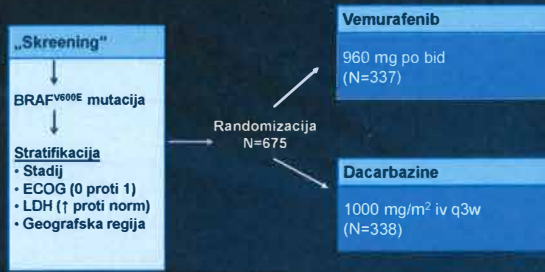 „Skreening“
BRAFV600E mutacija
Stratifikacija
• Stadij
• ECOG (0 proti 1)
• LDH (↑ proti norm)
• Geografska regija
Randomizacija
N=675
Vemurafenib
960 mg po bid
(N=337)
Dacarbazine
1000 mg/m² iv q3w
(N=338)